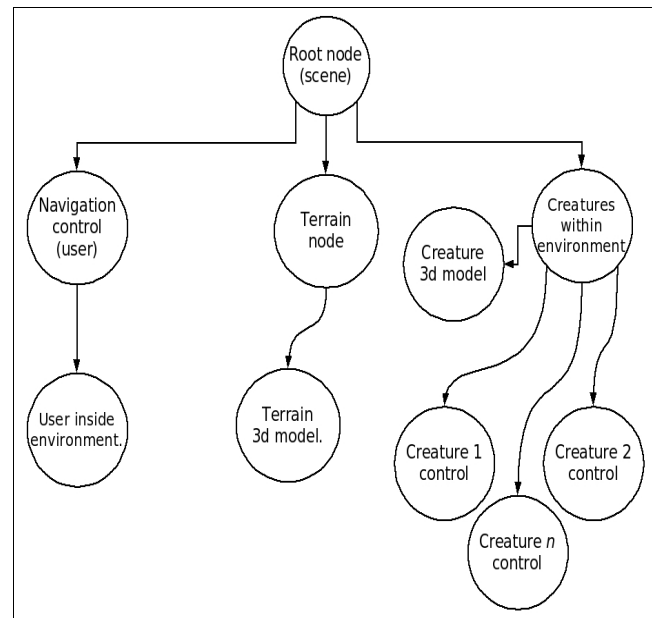 Root node
(scene)
Navigation
control
(user)
Terrain
node
Creatures
within
environment
Creature
3d model
User inside
environment.
Terrain
3d model.
Creature 1
control
Creature 2
control
Creature n
control